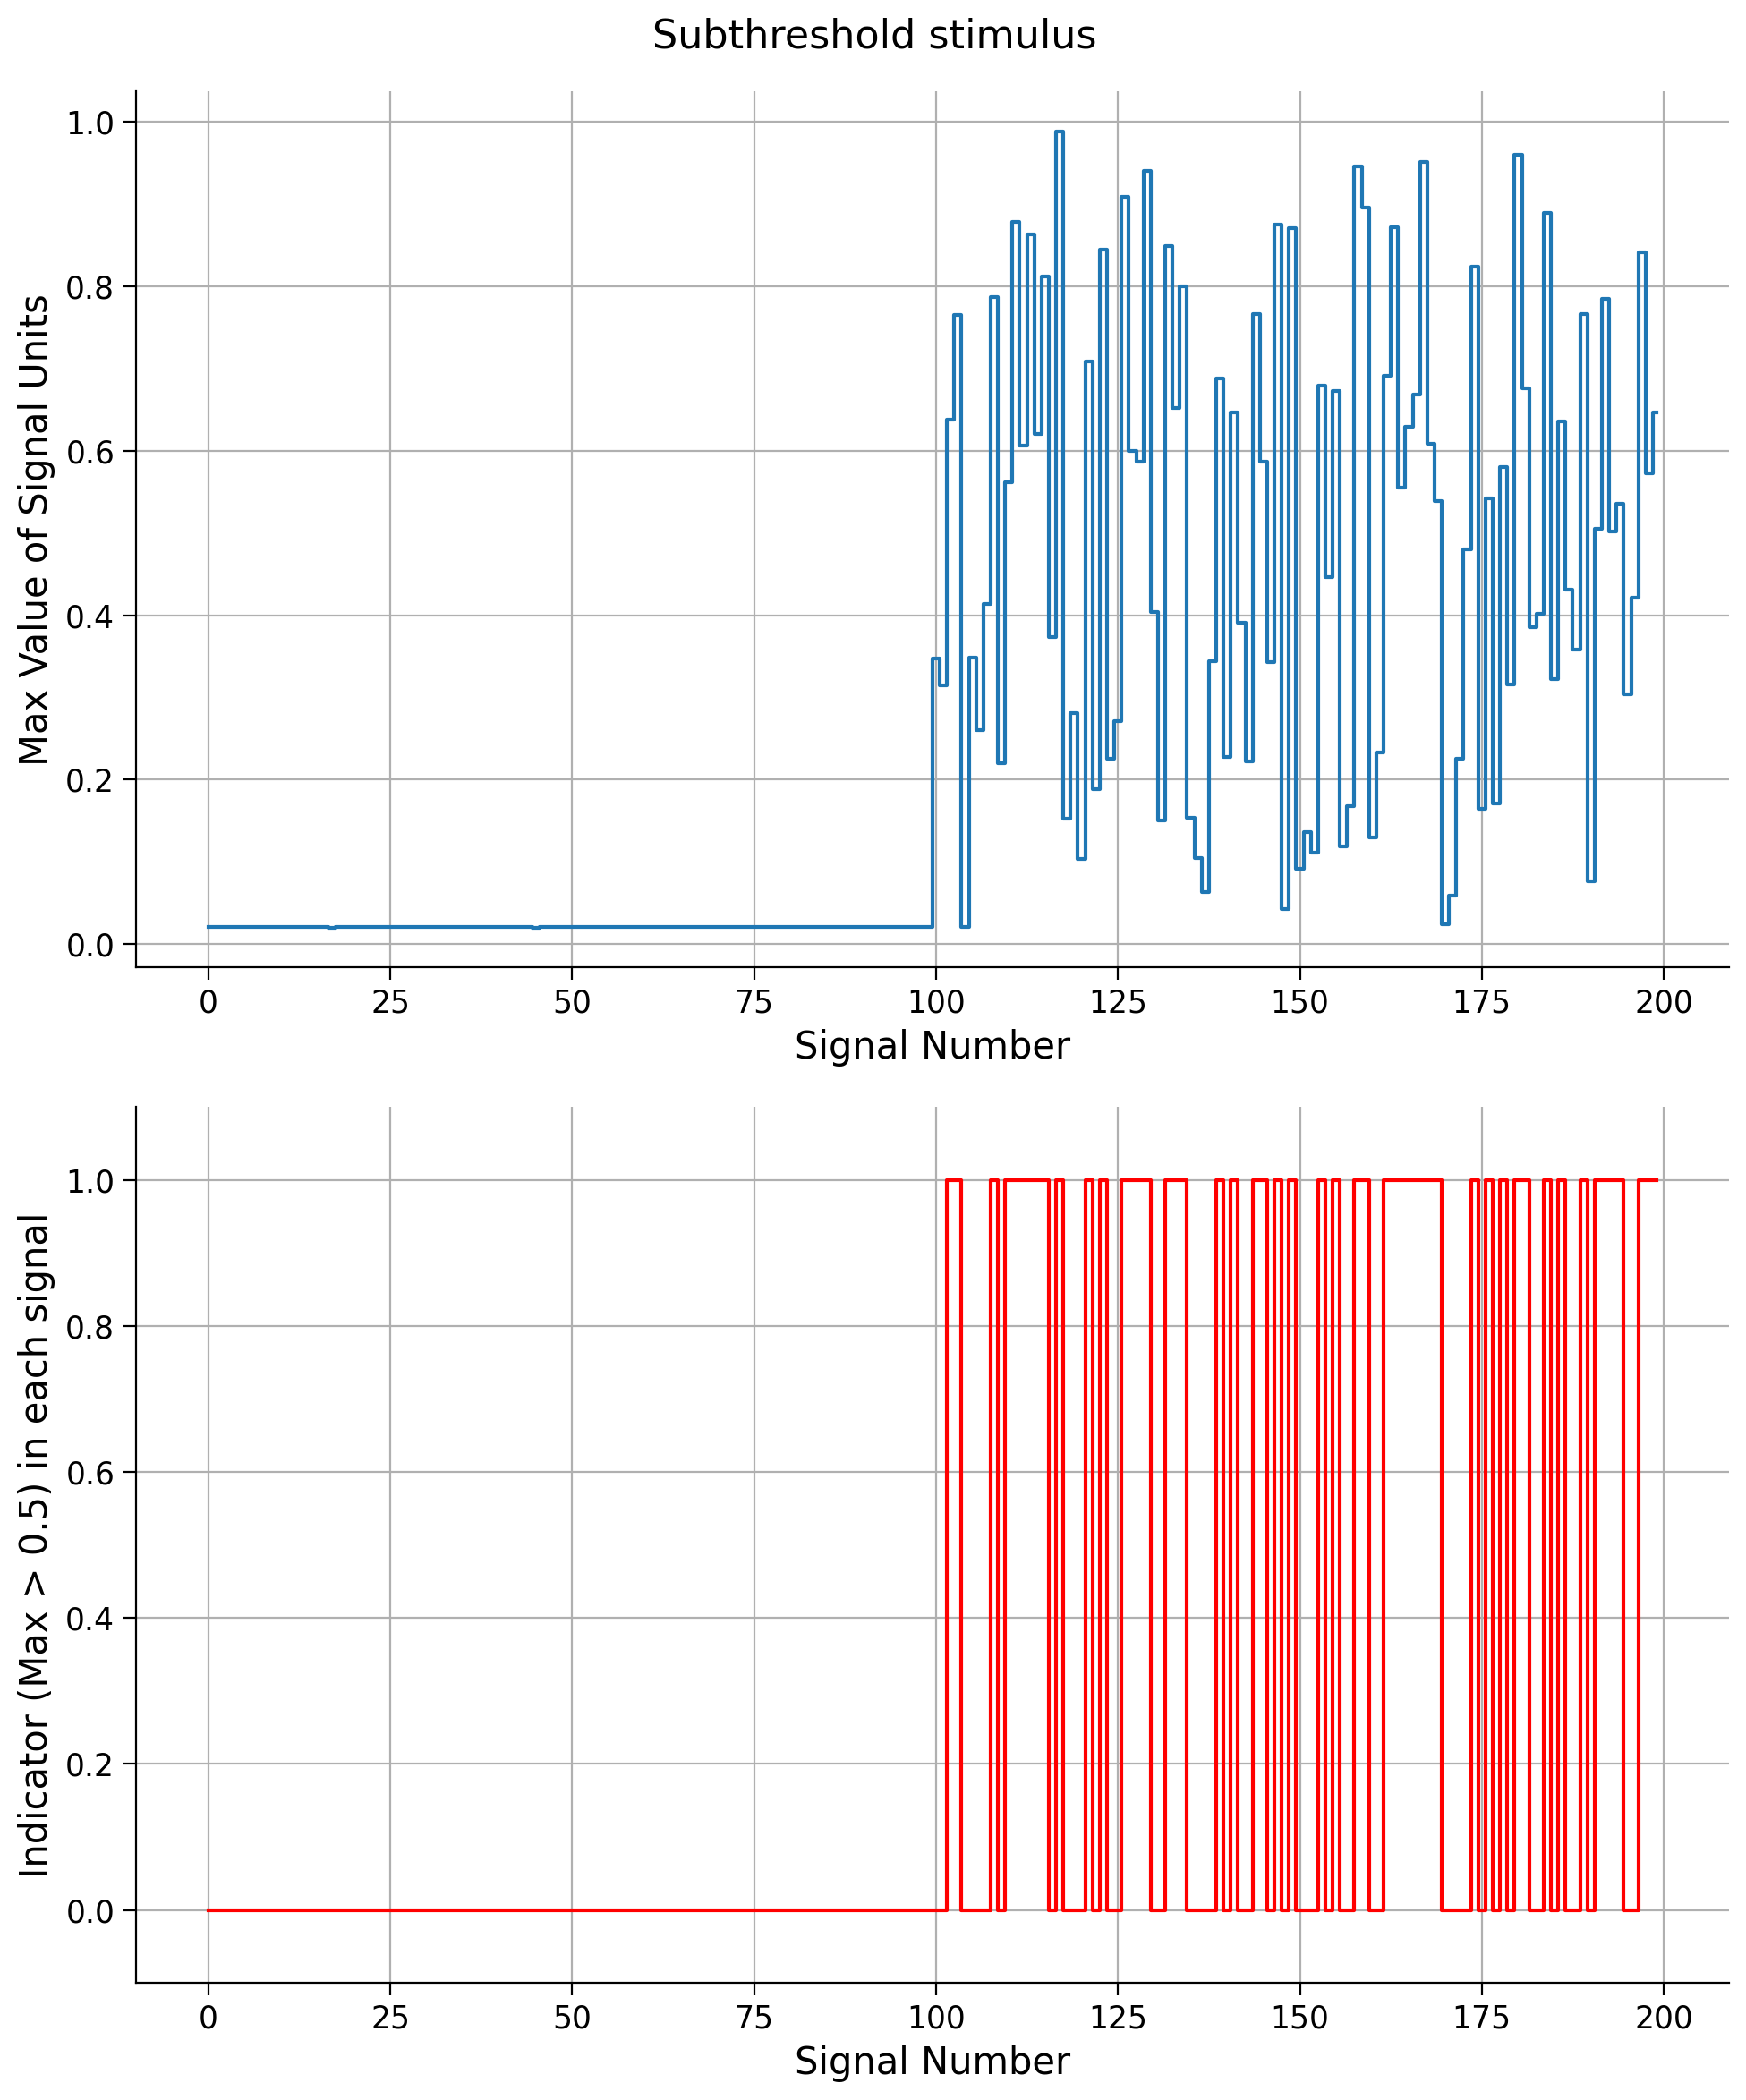 Subthreshold stimulus
Max Value of Signal Units
1.0
0.8
0.6
0.4
0.2
0.0
0 25 50 75 100 125 150 175 200
Signal Number
Indicator (Max > 0.5) in each signal
1.0
0.8
0.6
0.4
0.2
0.0
0 25 50 75 100 125 150 175 200
Signal Number